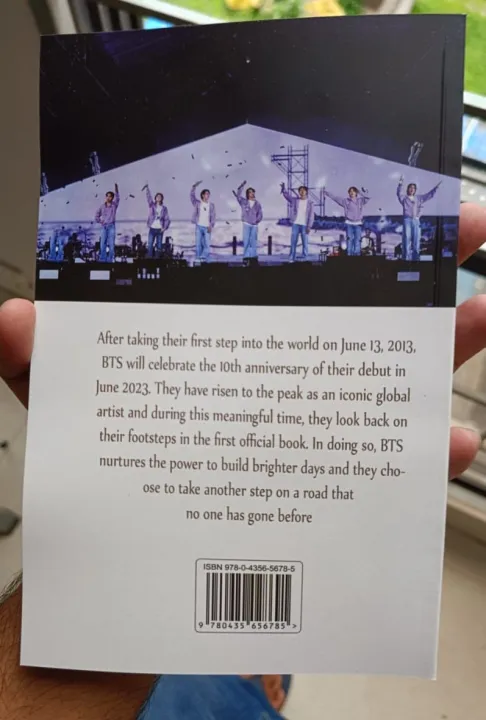 After taking their first step into the world on June 13, 2013,
BTS will celebrate the 10th anniversary of their debut in
June 2023. They have risen to the peak as an iconic global
artist and during this meaningful time, they look back on
their footsteps in the first official book. In doing so, BTS
nurtures the power to build brighter days and they cho-
ose to take another step on a road that
no one has gone before
ISBN 978-0-4356-5678-5
9 780435 656785 >